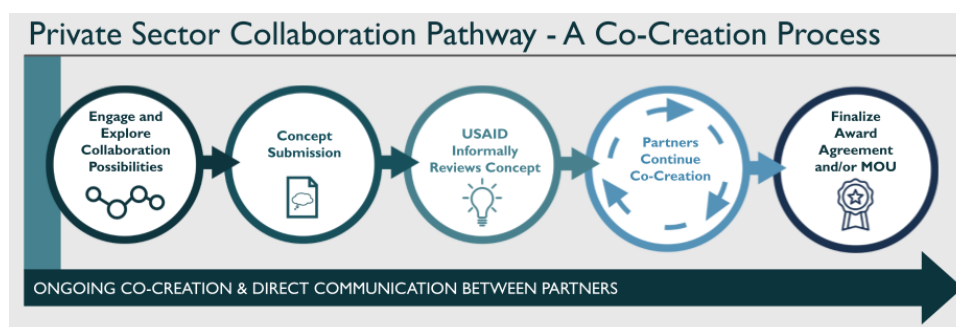 Private Sector Collaboration Pathway - A Co-Creation Process
Engage and
Explore
Collaboration
Possibilities
Concept
Submission
USAID
Informally
Reviews Concept
Partners
Continue
Co-Creation
Finalize
Award
Agreement
and/or MOU
ONGOING CO-CREATION & DIRECT COMMUNICATION BETWEEN PARTNERS